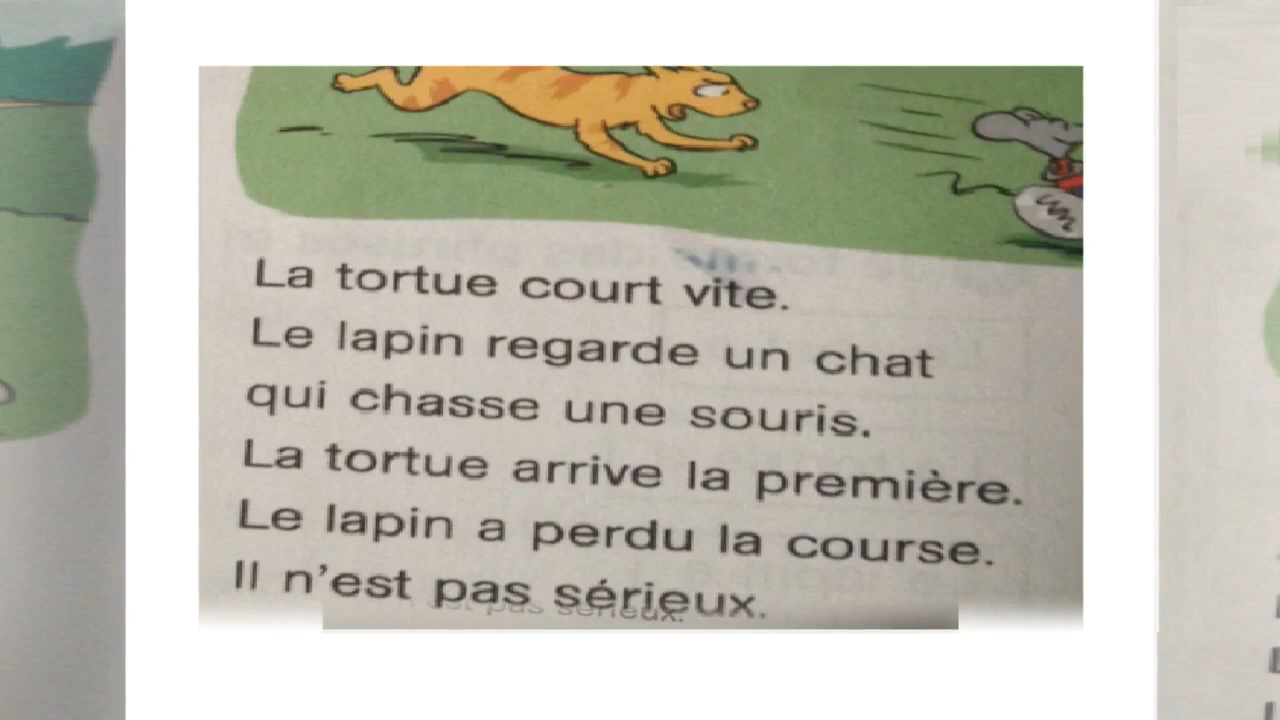 La tortue court vite.
Le lapin regarde un chat
qui chasse une souris.
La tortue arrive la première.
Le lapin a perdu la course.
Il n'est pas sérieux.